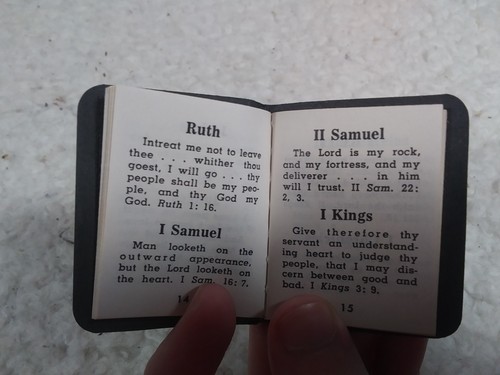 Ruth
Intreat me not to leave
thee . . . whither thou
goest, I will go . . . thy
people shall be my peo-
ple, and thy God my
God. Ruth 1: 16.
I Samuel
Man looketh on the
outward appearance,
but the Lord looketh on
the heart. I Sam. 16: 7.
14
II Samuel
The Lord is my rock,
and my fortress, and my
deliverer . . . in him
will I trust. II Sam. 22:
2, 3.
I Kings
Give therefore thy
servant an understand-
ing heart to judge thy
people, that I may dis-
cern between good and
bad. I Kings 3: 9.
15